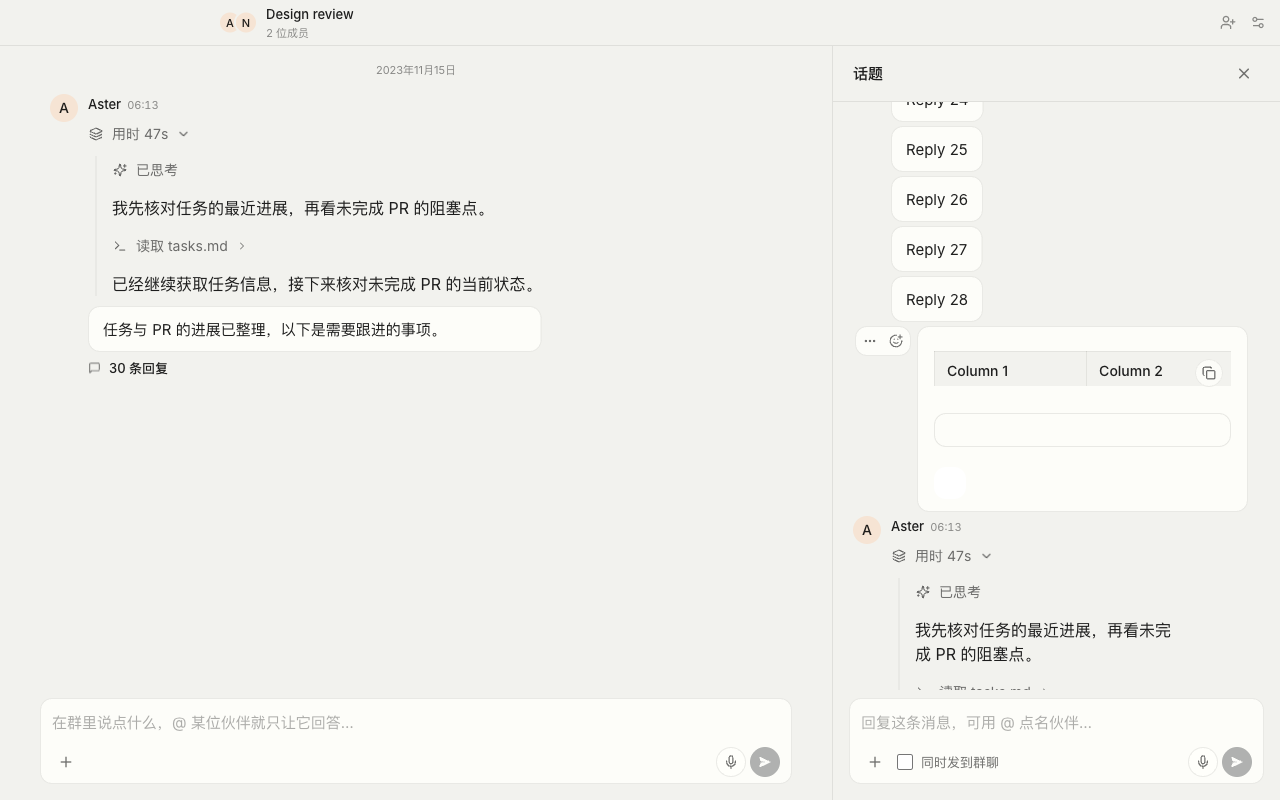 A N
Design review
2 位成员
2023年11月15日
A
Aster 06:13
用时 47s
已思考
我先核对任务的最近进展，再看未完成 PR 的阻塞点。
读取 tasks.md
已经继续获取任务信息，接下来核对未完成 PR 的当前状态。
任务与 PR 的进展已整理，以下是需要跟进的事项。
30 条回复
在群里说点什么，@ 某位伙伴就只让它回答...
话题
Reply 24
Reply 25
Reply 26
Reply 27
Reply 28
Column 1 Column 2
A
Aster 06:13
用时 47s
已思考
我先核对任务的最近进展，再看未完
成 PR 的阻塞点。
读取 tasks.md
回复这条消息，可用 @ 点名伙伴...
同时发到群聊